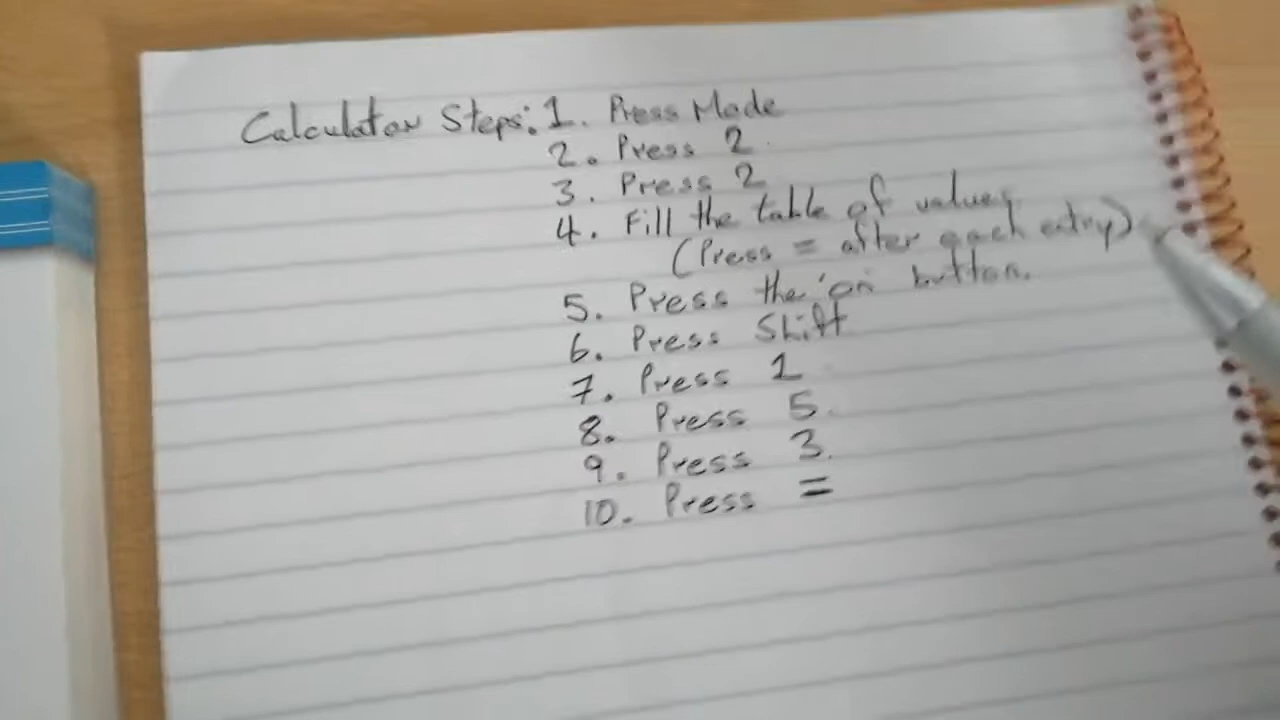 Calculator Steps: 1. Press Mode
2. Press 2
3. Press 2
4. Fill the table of values
(Press = after each entry)
5. Press the 'on' button.
6. Press Shift
7. Press 1
8. Press 5.
9. Press 3.
10. Press =